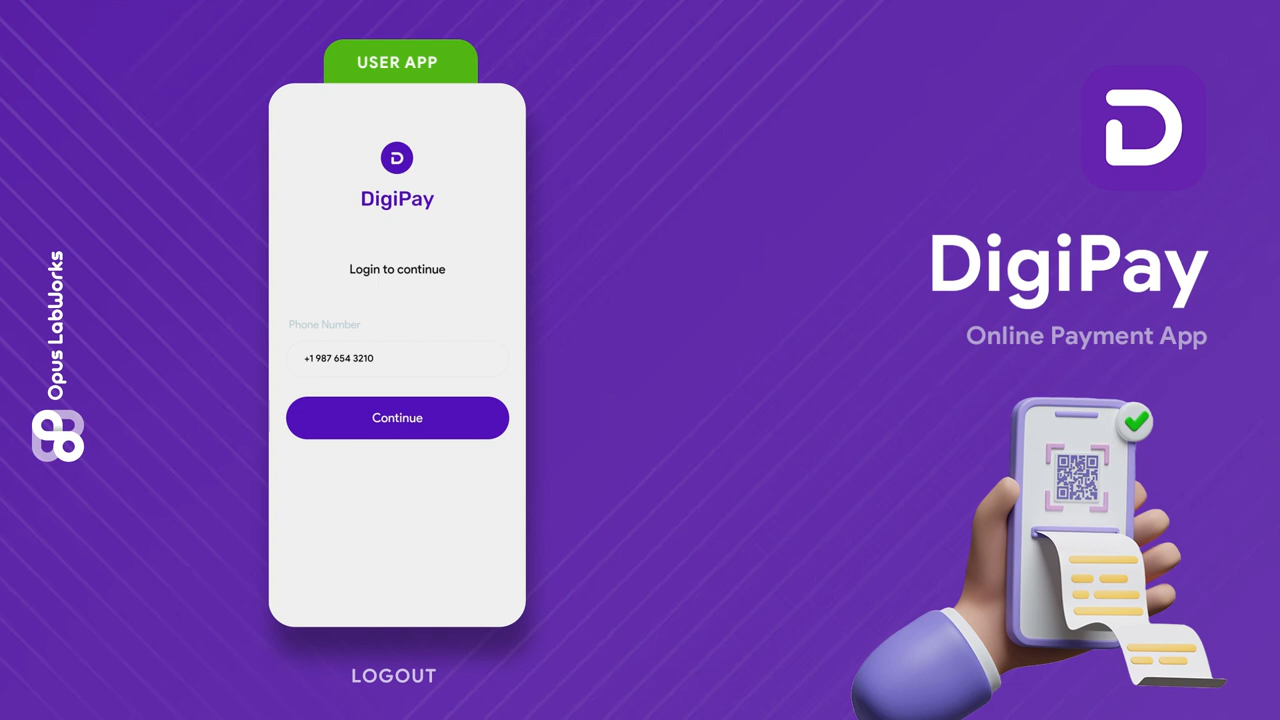 USER APP
DigiPay
Login to continue
Phone Number
+1 987 654 3210
Continue
LOGOUT
Opus LabWorks
DigiPay
Online Payment App